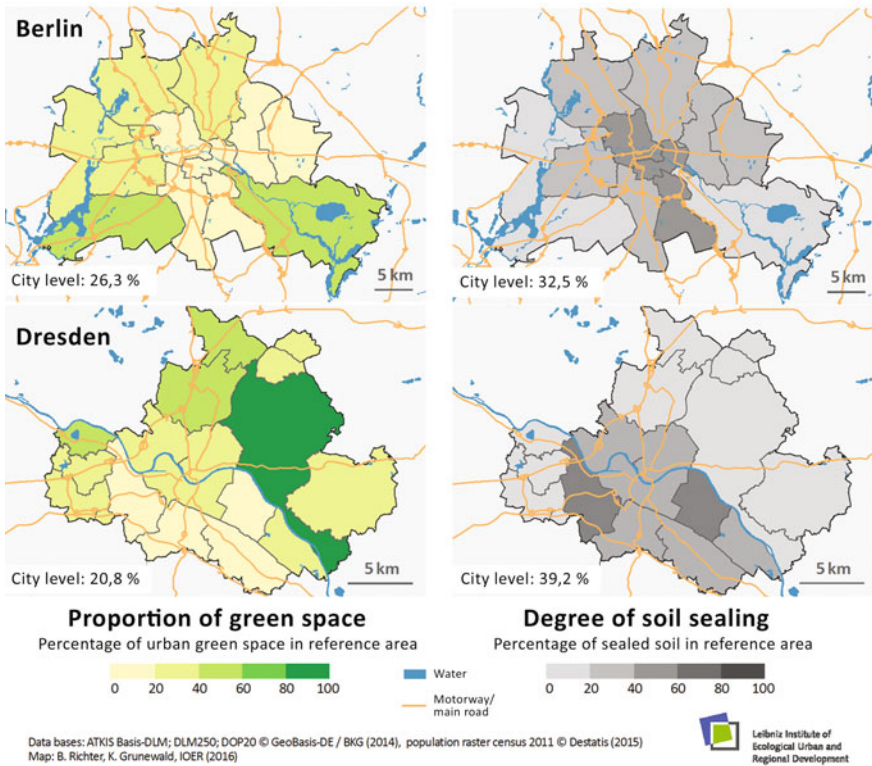 Berlin
City level: 26,3 %
5 km
City level: 32,5 %
5 km
Dresden
City level: 20,8 %
5 km
City level: 39,2 %
5 km
Proportion of green space
Percentage of urban green space in reference area
0 20 40 60 80 100
Water
Motorway/
main road
Degree of soil sealing
Percentage of sealed soil in reference area
0 20 40 60 80 100
Data bases: ATKIS Basis-DLM; DLM250; DOP20 © GeoBasis-DE / BKG (2014), population raster census 2011 © Destatis (2015)
Map: B. Richter, K. Grunewald, IOER (2016)
Leibniz Institute of
Ecological Urban and
Regional Development